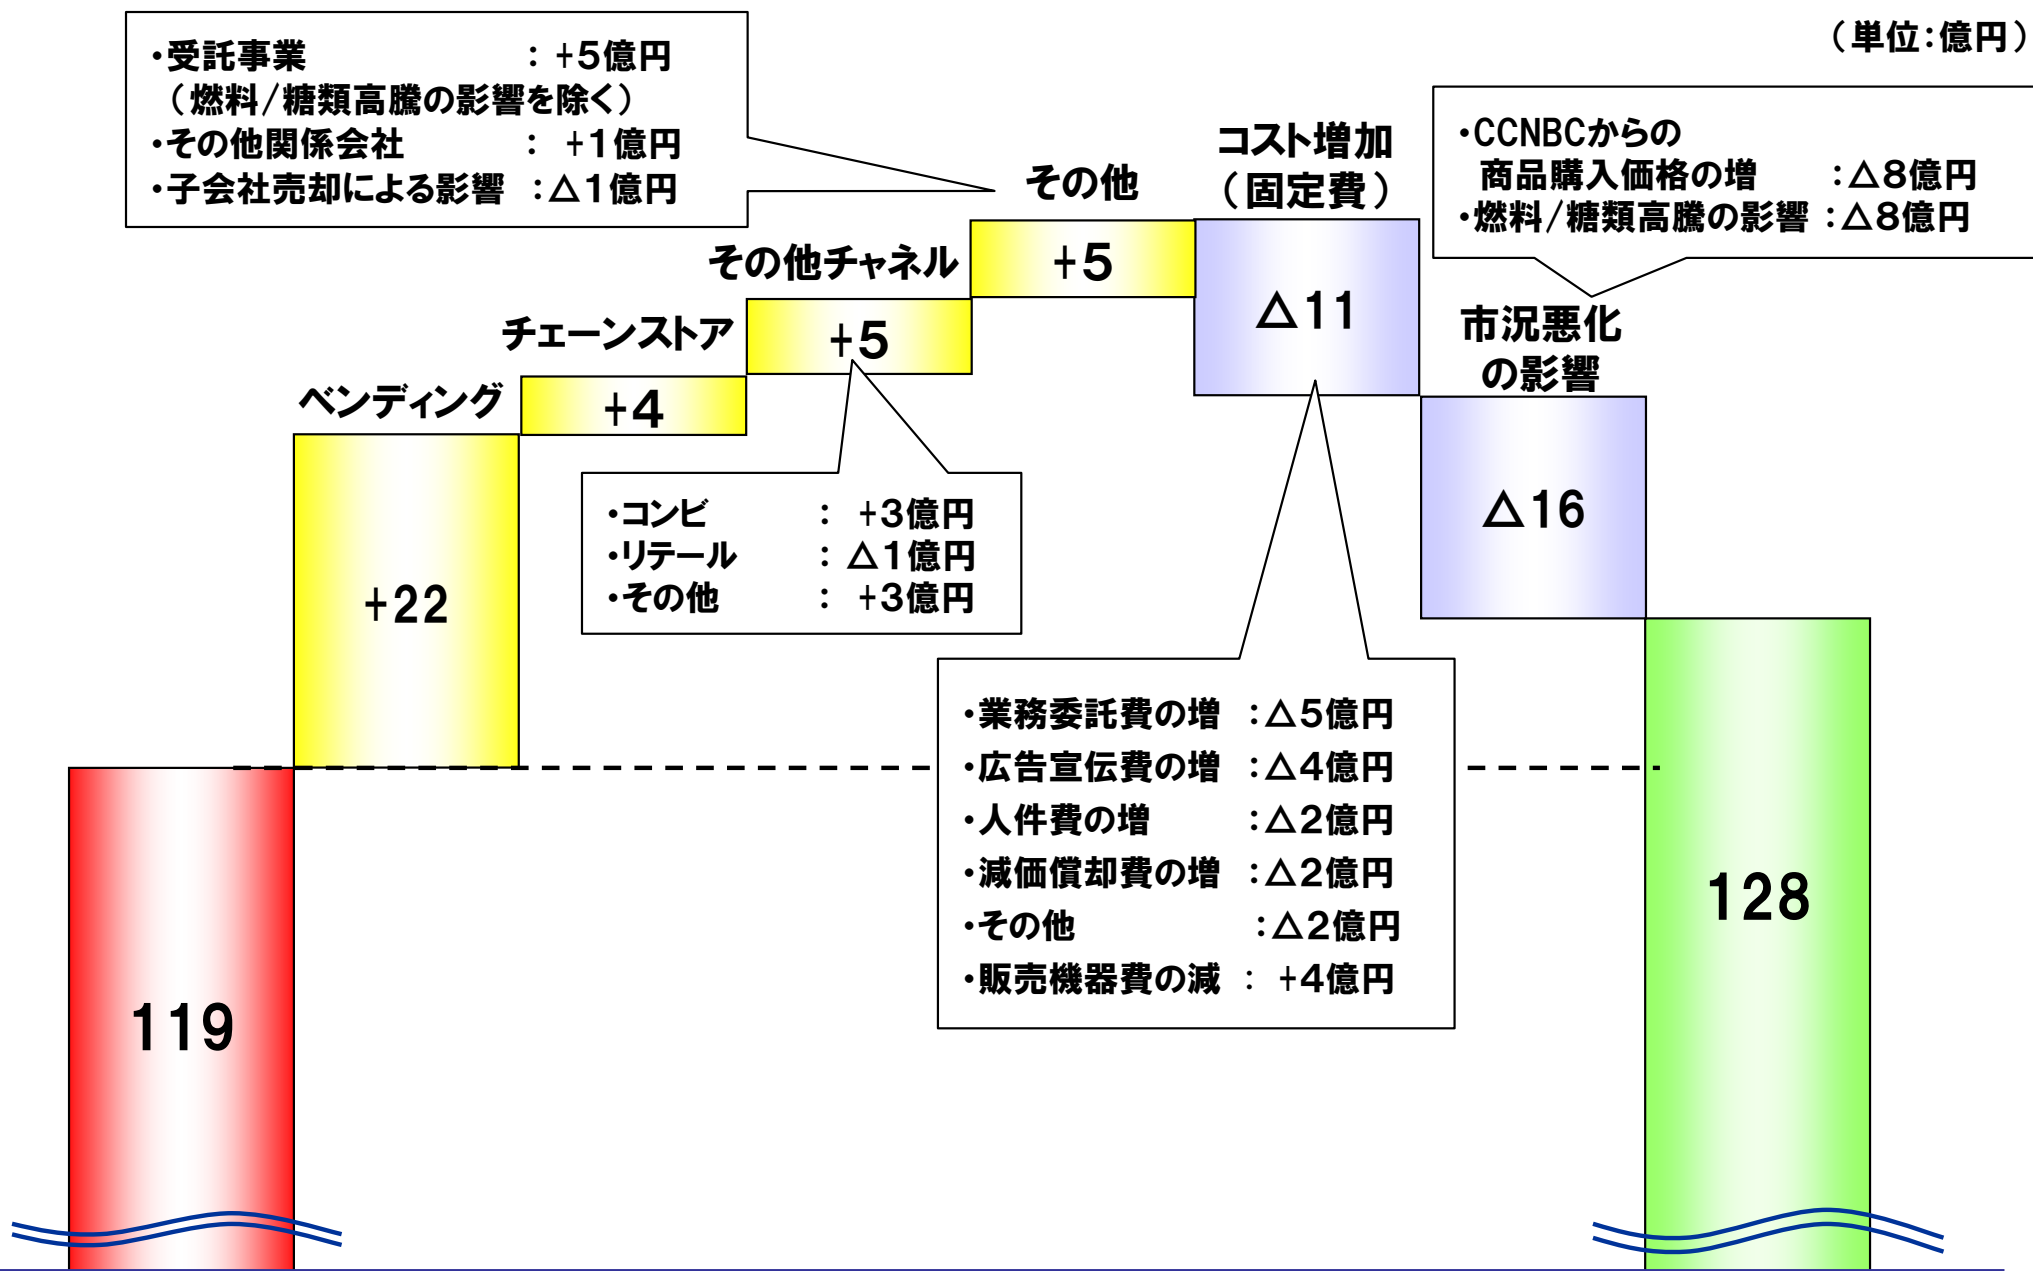 （単位：億円）
・受託事業　　　　　　　： +5億円
（燃料/糖類高騰の影響を除く）
・その他関係会社　　　： +1億円
・子会社売却による影響 ：△1億円
・CCNBCからの
商品購入価格の増　　：△8億円
・燃料/糖類高騰の影響 ：△8億円
119
ベンディング
+22
チェーンストア
+4
その他チャネル
+5
・コンビ　　　： +3億円
・リテール　　： △1億円
・その他　　　： +3億円
その他
+5
コスト増加
（固定費）
△11
・業務委託費の増 ：△5億円
・広告宣伝費の増 ：△4億円
・人件費の増　　：△2億円
・減価償却費の増 ：△2億円
・その他　　　　：△2億円
・販売機器費の減 ： +4億円
市況悪化
の影響
△16
128